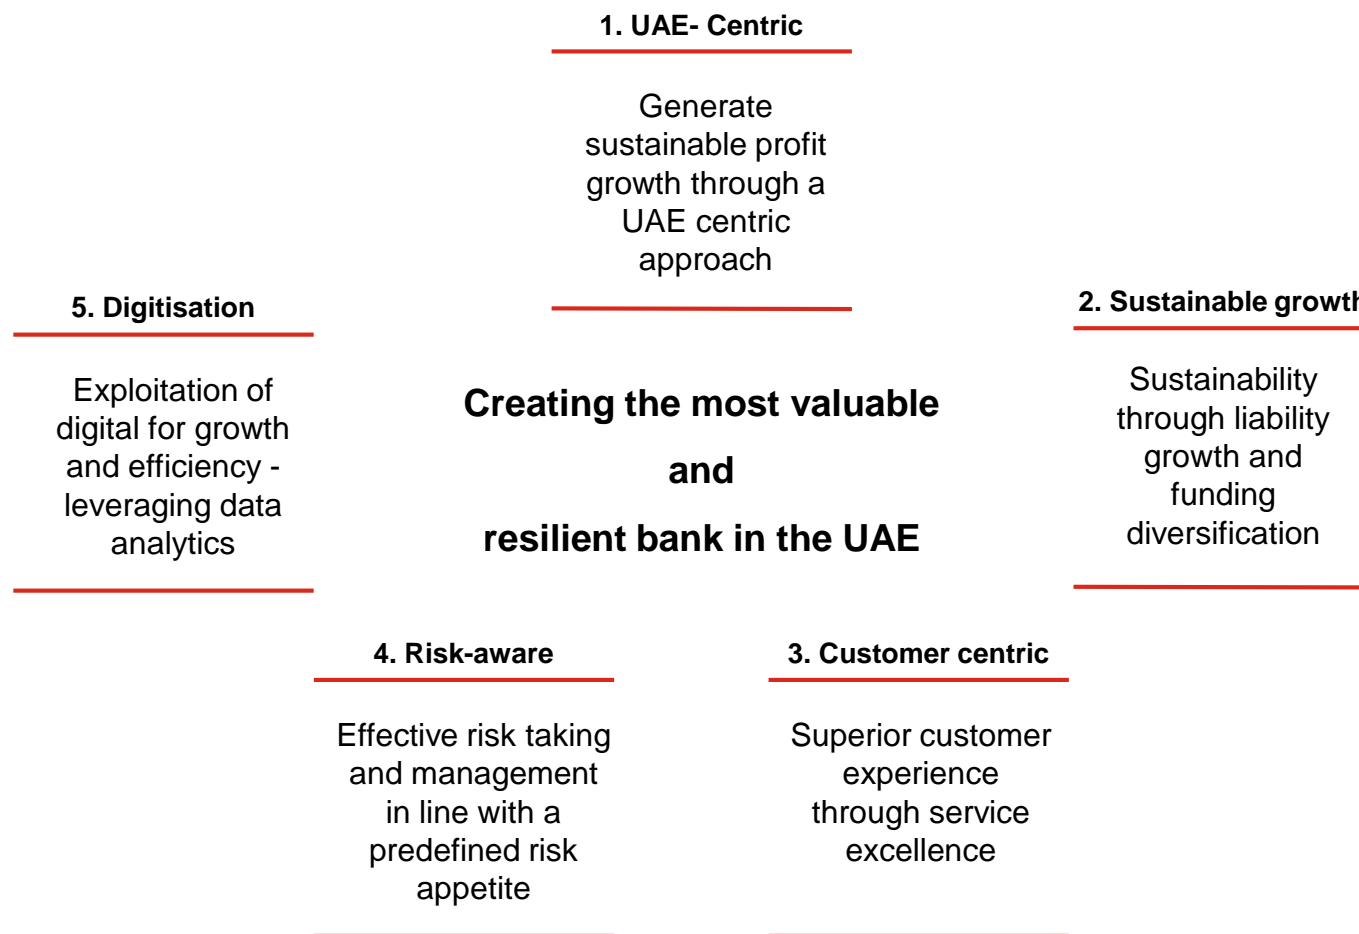 1. UAE- Centric
Generate
sustainable profit
growth through a
UAE centric
approach
2. Sustainable growth
Sustainability
through liability
growth and
funding
diversification
3. Customer centric
Superior customer
experience
through service
excellence
4. Risk-aware
Effective risk taking
and management
in line with a
predefined risk
appetite
5. Digitisation
Exploitation of
digital for growth
and efficiency -
leveraging data
analytics
Creating the most valuable
and
resilient bank in the UAE